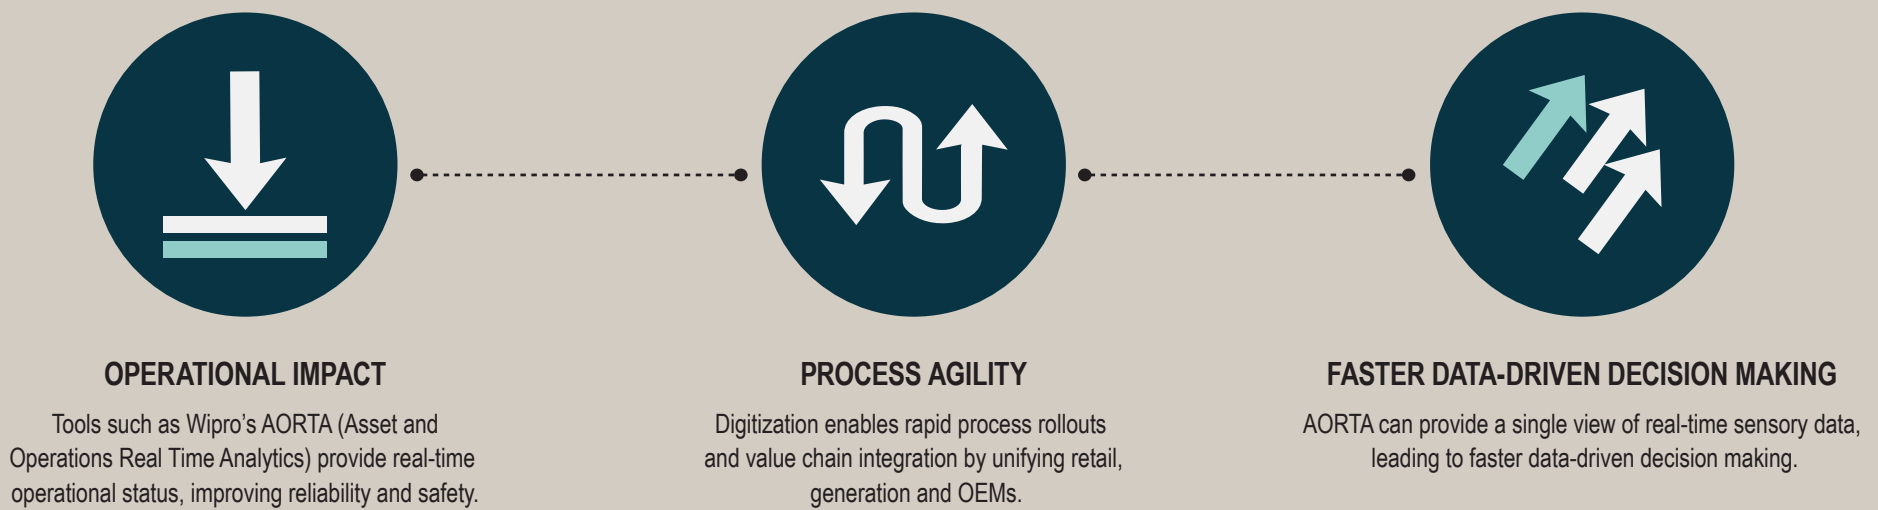 OPERATIONAL IMPACT
Tools such as Wipro’s AORTA (Asset and
Operations Real Time Analytics) provide real-time
operational status, improving reliability and safety.
PROCESS AGILITY
Digitization enables rapid process rollouts
and value chain integration by unifying retail,
generation and OEMs.
FASTER DATA-DRIVEN DECISION MAKING
AORTA can provide a single view of real-time sensory data,
leading to faster data-driven decision making.